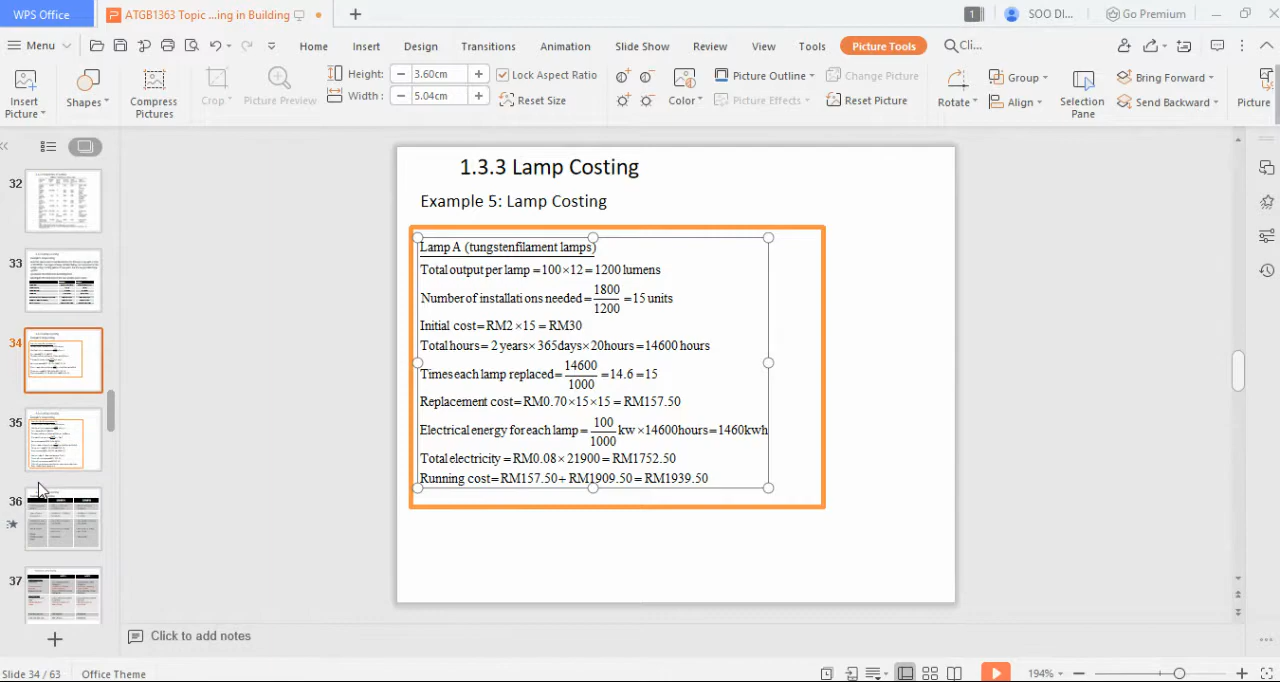 WPS Office
ATGB1363 Topic ...ing in Building
1
SOO DI...
Go Premium
Menu
Home
Insert
Design
Transitions
Animation
Slide Show
Review
View
Tools
Picture Tools
Cli...
Insert Picture
Shapes
Compress Pictures
Crop
Picture Preview
Height: 3.60cm
Width: 5.04cm
Lock Aspect Ratio
Reset Size
Color
Picture Outline
Picture Effects
Change Picture
Reset Picture
Rotate
Group
Align
Selection Pane
Bring Forward
Send Backward
Picture
32
33
34
35
36
37
1.3.3 Lamp Costing
Example 5: Lamp Costing
Lamp A (tungstenfilament lamps)
Total output per lamp =100×12=1200 lumens
Number of installations needed = 1800/1200 =15 units
Initial cost=RM2×15 = RM30
Total hours= 2 years×365days×20hours =14600 hours
Times each lamp replaced= 14600/1000 =14.6 =15
Replacement cost= RM0.70×15×15 = RM157.50
Electrical energy for each lamp = 100/1000 kw ×14600hours=1460kwh
Total electric = RM0.08×21900 = RM1752.50
Running cost= RM157.50+ RM1909.50= RM1939.50
Click to add notes
Slide 34 / 63
Office Theme
194%